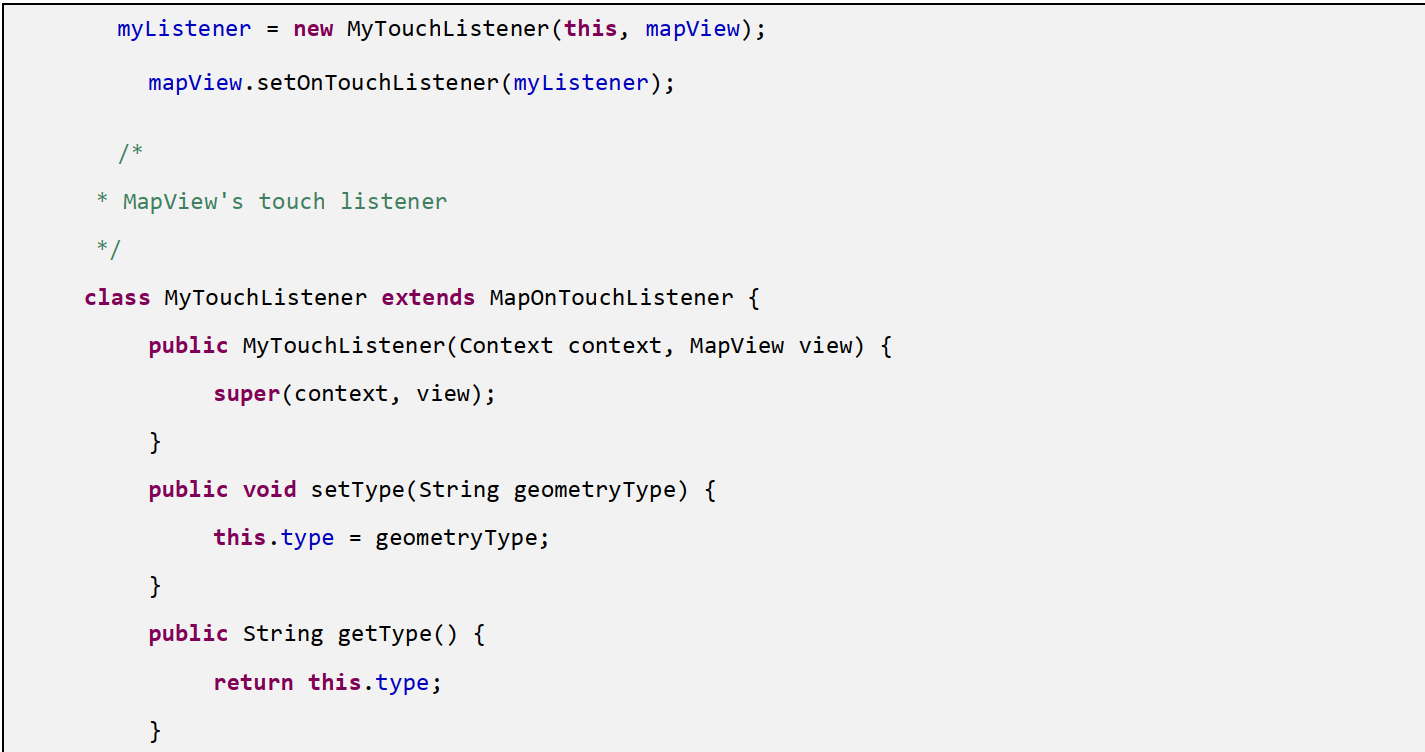 myListener = new MyTouchListener(this, mapView);
mapView.setOnTouchListener(myListener);
/*
* MapView's touch listener
*/
class MyTouchListener extends MapOnTouchListener {
public MyTouchListener(Context context, MapView view) {
super(context, view);
}
public void setType(String geometryType) {
this.type = geometryType;
}
public String getType() {
return this.type;
}